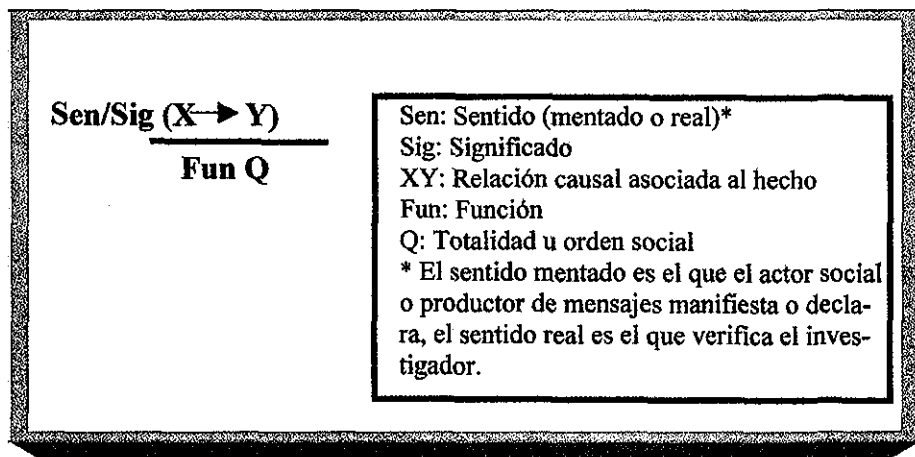 Sen/Sig (X→ Y)
Fun Q
Sen: Sentido (mentado o real)*
Sig: Significado
XY: Relación causal asociada al hecho
Fun: Función
Q: Totalidad u orden social
* El sentido mentado es el que el actor social
o productor de mensajes manifiesta o decla-
ra, el sentido real es el que verifica el inves-
tigador.